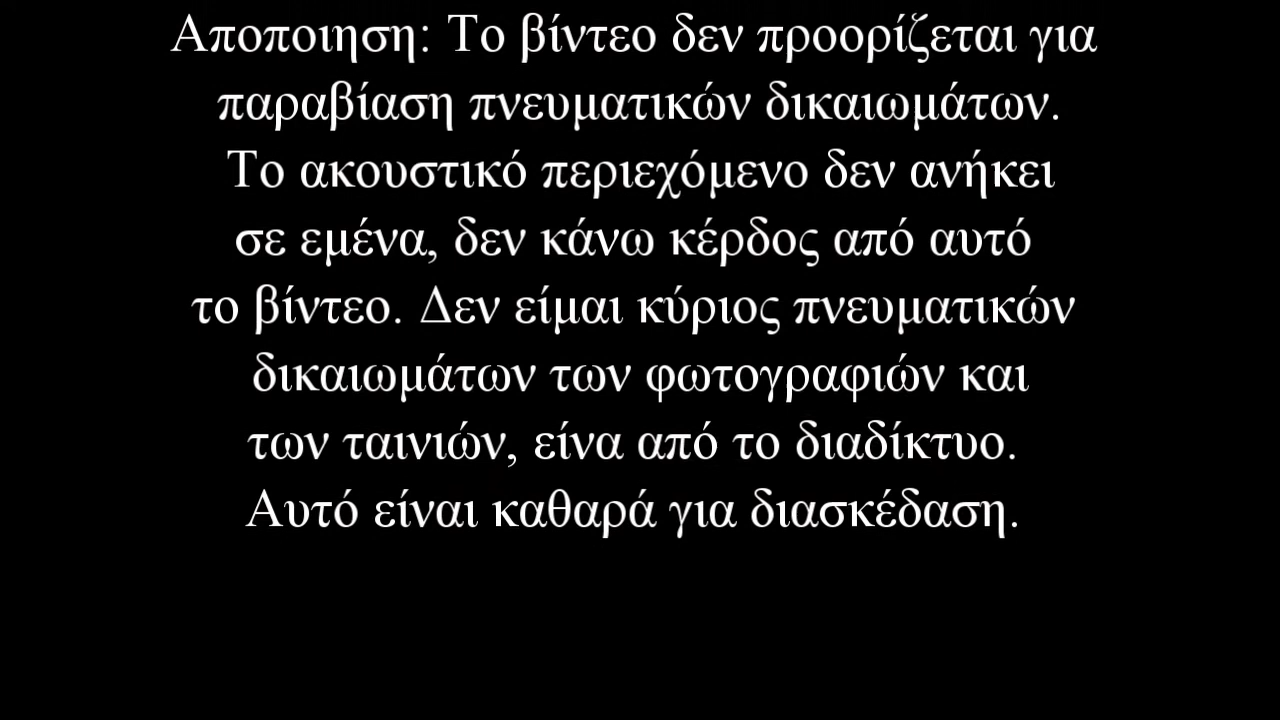 Αποποιηση: Το βίντεο δεν προορίζεται για
παραβίαση πνευματικών δικαιωμάτων.
Το ακουστικό περιεχόμενο δεν ανήκει
σε εμένα, δεν κάνω κέρδος από αυτό
το βίντεο. Δεν είμαι κύριος πνευματικών
δικαιωμάτων των φωτογραφιών και
των ταινιών, είνα από το διαδίκτυο.
Αυτό είναι καθαρά για διασκέδαση.